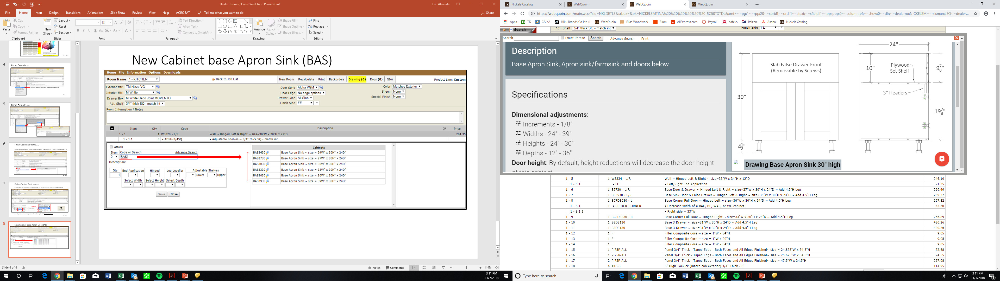 Dealer Training Event Wed 14 - PowerPoint
Leo Almeida
File Home Insert Design Transitions Animations Slide Show Review View Help ACROBAT Tell me what you want to do
Share
Paste
Cut
Copy
Format Painter
Clipboard
New
Slide
Layout
Reset
Section
Slides
18
Font
Text Direction
Align Text
Convert to SmartArt
Paragraph
Arrange
Quick
Styles
Shape Fill
Shape Outline
Shape Effects
Drawing
Find
Replace
Select
Editing
4
Room Defaults
5
Room Defaults
6
Finish Cabinet Bottoms
7
Finish Cabinet Bottoms
8
New Cabinet base Apron Sink (BAS)
New Cabinet base Apron Sink (BAS)
Home File Information Options Downloads
Room Name 1 - KITCHEN
Back to Job List
New Room Recalculate Print Backorders Drawing (0) Docs (0) Q&A
Product Line: Custom
Exterior Mtrl TM Nizza VG
Interior Mtrl M White
Drawer Box M White Dado Joint MOVENTO
Adj. Shelf 3/4" thick SQ - match int
Door Style Alpha VGM
Door Edge No edge options
Drawer Face All Slab
Finish Side FE
Color Matches Exterior
Sheen None
Special Finish None
Room Information / Notes
Item Qty Code Description Price
1 - 1 1 W3020 - L/R Wall ~ Hinged Left & Right ~ size=30"W x 20"H x 27"D 204.35
1 - 1.1 0 • ADSH-3/4SQ • Adjustable Shelves ~ 3/4" thick SQ - match int
Attach
Item Code or Search Advance Search
2 BAS
Description:
Qty End Application Hinged Leg Leveller Adjustable Shelves
1 Lower Upper
Select Width Select Height Select Depth
Save Close
Cabinets
BAS2430 Base Apron Sink ~ size = 24W" x 30H" x 24D"
BAS2730 Base Apron Sink ~ size = 27W" x 30H" x 24D"
BAS3030 Base Apron Sink ~ size = 30W" x 30H" x 24D"
BAS3330 Base Apron Sink ~ size = 33W" x 30H" x 24D"
BAS3630 Base Apron Sink ~ size = 36W" x 30H" x 24D"
BAS3930 Base Apron Sink ~ size = 39W" x 30H" x 24D"
Slide 8 of 8
Notes
Comments
114%
3:11 PM
11/7/2018
Nickels Catalog
WebQuoin
WebQuoin
WebQuoin
https://webquoin.com/main.wcsx?sid=NKLDETLS&srbox=&pk=NICKELSMTINA%20%20%20%20%20%20_5C50TXTDL&xref=~~pg:1~~rpp:20~~sort:[]~~ord:[]~~stext:~~sfield:[]~~ppsppp:0~~columnref:~~show:0~~dlr:~~dealerno:NICKELSM~~rslsman:LEO~~dealer...
Apps TD CAIXA Hiku Brands Co Ltd ( WebQuoin Elias Woodwork Blum AliExpress.com Payroll hafele. kaizen Asana Nickels Catalog
Search
Adj. Shelf 3/4" thick SQ - match int
Finish Side FE
Search Exact Phrase Search Advance Search Print
Description
Base Apron Sink, Apron sink/farmsink and doors below
Specifications
Dimensional adjustments:
Increments - 1/8"
Widths - 24" - 39"
Heights - 24" - 30"
Depths - 12" - 36"
Door height: By default, height reductions will decrease the door height
of this cabinet
24"
Slab False Drawer Front
(Removable by Screws)
10"
Plywood
Set Shelf
9⅞"
3" Headers
30"
19⅞"
4½"
Drawing Base Apron Sink 30" high
1 - 5 1 W3334 - L/R Wall ~ Hinged Left & Right ~ size=33"W x 34"H x 12"D 246.10
1 - 5.1 • FE • Left/Right End Application 71.35
1 - 6 1 B2730 - L/R Base Door & Drawer ~ Hinged Left & Right ~ size=27"W x 30"H x 24"D ~ Add 4.5"H Leg 269.49
1 - 7 1 BS3530 - L/R Base Sink Door & False Drawer ~ Hinged Left & Right ~ size=35"W x 30"H x 24"D ~ Add 4.5"H Leg 269.37
1 - 8 1 BCFD3630 - L Base Corner Full Door ~ Hinged Left ~ size=36"W x 30"H x 24"D ~ Add 4.5"H Leg 297.82
1 - 8.1 1 • CC-DCR-CORNER • Decrease width of a BAC, BC, WAC, or WC cabinet 43.60
1 - 8.1.1 • Right side = 33"W
1 - 9 1 BCFD3330 - R Base Corner Full Door ~ Hinged Right ~ size=33"W x 30"H x 24"D ~ Add 4.5"H Leg 266.89
1 - 10 1 B3D3130 Base 3 Drawer ~ size=31"W x 30"H x 24"D ~ Add 4.5"H Leg 430.26
1 - 11 1 B3D3130 Base 3 Drawer ~ size=31"W x 30"H x 24"D ~ Add 4.5"H Leg 430.26
1 - 12 1 F Filler Composite Core ~ size = 1"W x 84"H 9.05
1 - 13 1 F Filler Composite Core ~ size = 1"W x 20"H 9.05
1 - 14 1 F Filler Composite Core ~ size = 1"W x 34"H 9.05
1 - 15 1 P.75P-ALL Panel 3/4" Thick - Taped Edge - Both Faces and All Edges Finished~ size = 24.875"W x 34.5"H 72.68
1 - 16 1 P.75P-ALL Panel 3/4" Thick - Taped Edge - Both Faces and All Edges Finished~ size = 25.625"W x 34.5"H 74.55
1 - 17 2 P.75P-ALL Panel 3/4" Thick - Taped Edge - Both Faces and All Edges Finished~ size = 47.5"W x 34.5"H 257.98
1 - 18 4 TK5-8 5" High Toekick (match cab exterior) 3/4" Thick - 8' 114.95
Type here to search
3:11 PM
11/7/2018